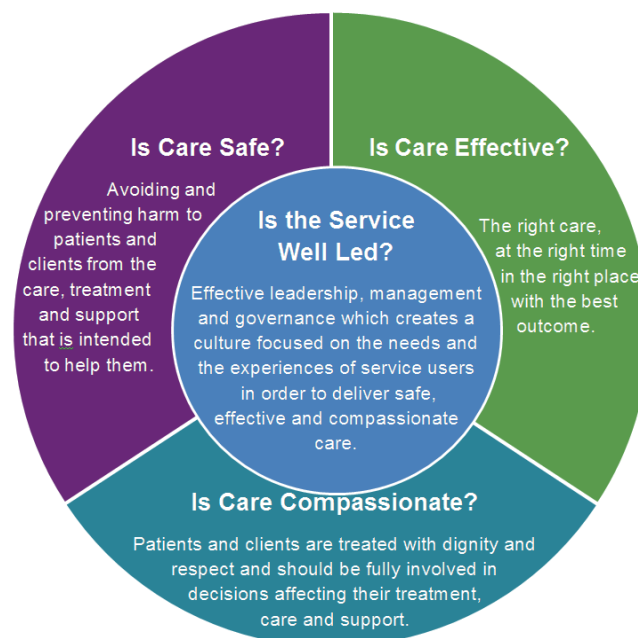 Is Care Safe?
Avoiding and
preventing harm to
patients and
clients from the
care, treatment
and support
that is intended
to help them.
Is Care Effective?
The right care,
at the right time
in the right place
with the best
outcome.
Is the Service
Well Led?
Effective leadership, management
and governance which creates a
culture focused on the needs and
the experiences of service users
in order to deliver safe,
effective and compassionate
care.
Is Care Compassionate?
Patients and clients are treated with dignity and
respect and should be fully involved in
decisions affecting their treatment,
care and support.